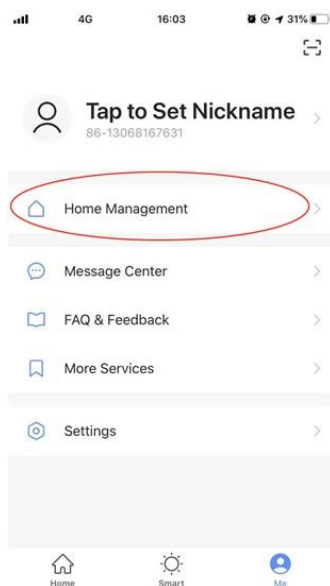 4G 16:03 31%
Tap to Set Nickname
86-13068167631
Home Management
Message Center
FAQ & Feedback
More Services
Settings
Home Smart Me